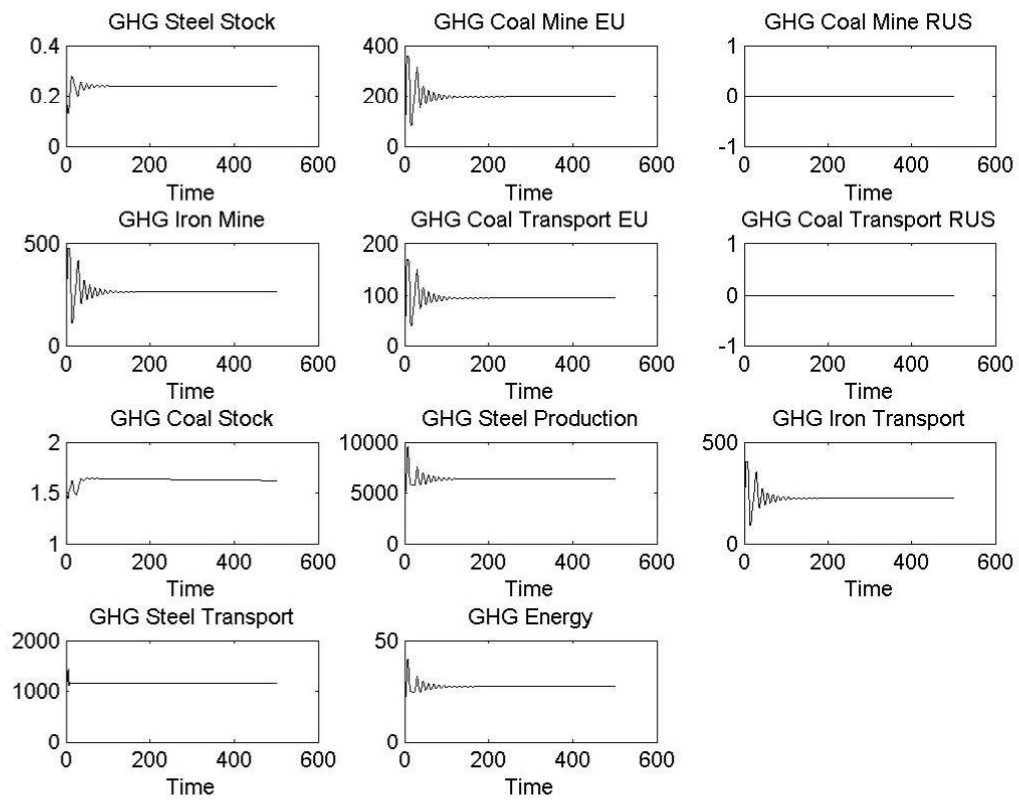 GHG Steel Stock
0.4
0.2
0
0 200 400 600
Time
GHG Coal Mine EU
400
200
0
0 200 400 600
Time
GHG Coal Mine RUS
1
0
-1
0 200 400 600
Time
GHG Iron Mine
500
0
0 200 400 600
Time
GHG Coal Transport EU
200
100
0
0 200 400 600
Time
GHG Coal Transport RUS
1
0
-1
0 200 400 600
Time
GHG Coal Stock
2
1.5
1
0 200 400 600
Time
GHG Steel Production
10000
5000
0
0 200 400 600
Time
GHG Iron Transport
500
0
0 200 400 600
Time
GHG Steel Transport
2000
1000
0
0 200 400 600
Time
GHG Energy
50
0
0 200 400 600
Time